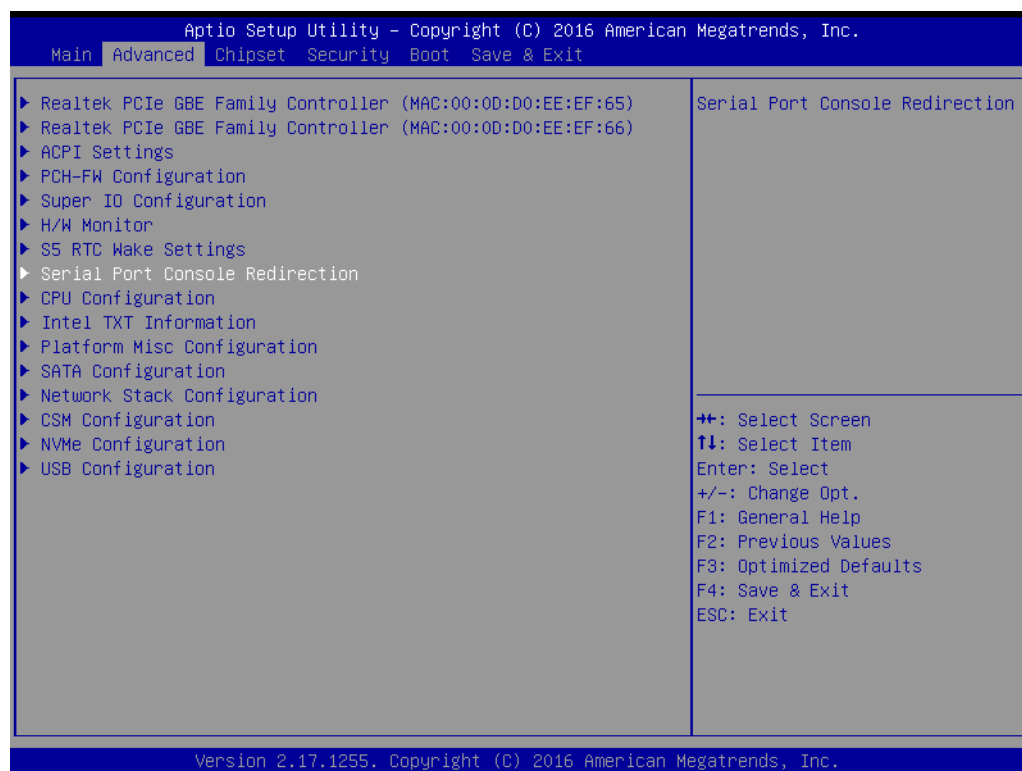 Aptio Setup Utility – Copyright (C) 2016 American Megatrends, Inc.
Main Advanced Chipset Security Boot Save & Exit
Realtek PCIe GBE Family Controller (MAC:00:0D:D0:EE:EF:65)
Realtek PCIe GBE Family Controller (MAC:00:0D:D0:EE:EF:66)
ACPI Settings
PCH-FW Configuration
Super IO Configuration
H/W Monitor
S5 RTC Wake Settings
Serial Port Console Redirection
CPU Configuration
Intel TXT Information
Platform Misc Configuration
SATA Configuration
Network Stack Configuration
CSM Configuration
NVMe Configuration
USB Configuration
Serial Port Console Redirection
→←: Select Screen
↑↓: Select Item
Enter: Select
+/-: Change Opt.
F1: General Help
F2: Previous Values
F3: Optimized Defaults
F4: Save & Exit
ESC: Exit
Version 2.17.1255. Copyright (C) 2016 American Megatrends, Inc.